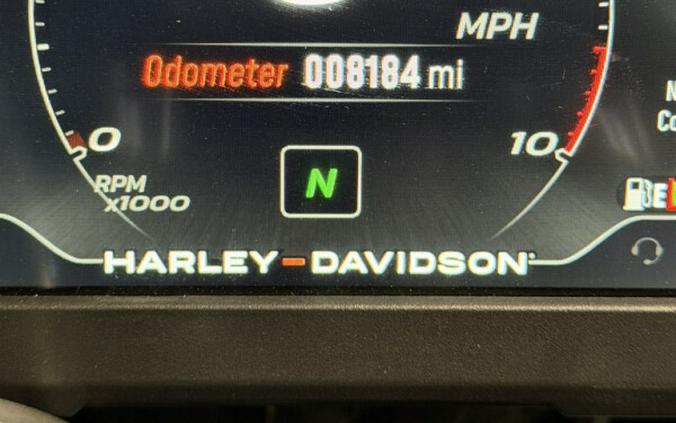 MPH
Odometer 008184 mi
0
10
RPM
x1000
N
E
HARLEY-DAVIDSON